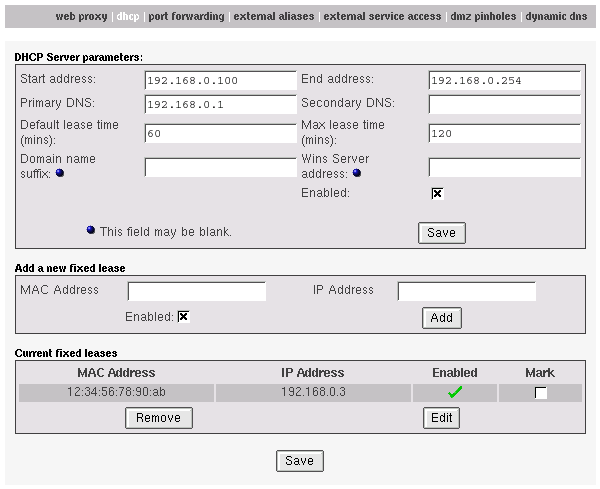 web proxy | dhcp | port forwarding | external aliases | external service access | dmz pinholes | dynamic dns
DHCP Server parameters:
Start address: 192.168.0.100 End address: 192.168.0.254
Primary DNS: 192.168.0.1 Secondary DNS:
Default lease time (mins): 60 Max lease time (mins): 120
Domain name suffix: Wins Server address:
Enabled:
This field may be blank. Save
Add a new fixed lease
MAC Address IP Address
Enabled: Add
Current fixed leases
MAC Address IP Address Enabled Mark
12:34:56:78:90:ab 192.168.0.3
Remove Edit
Save